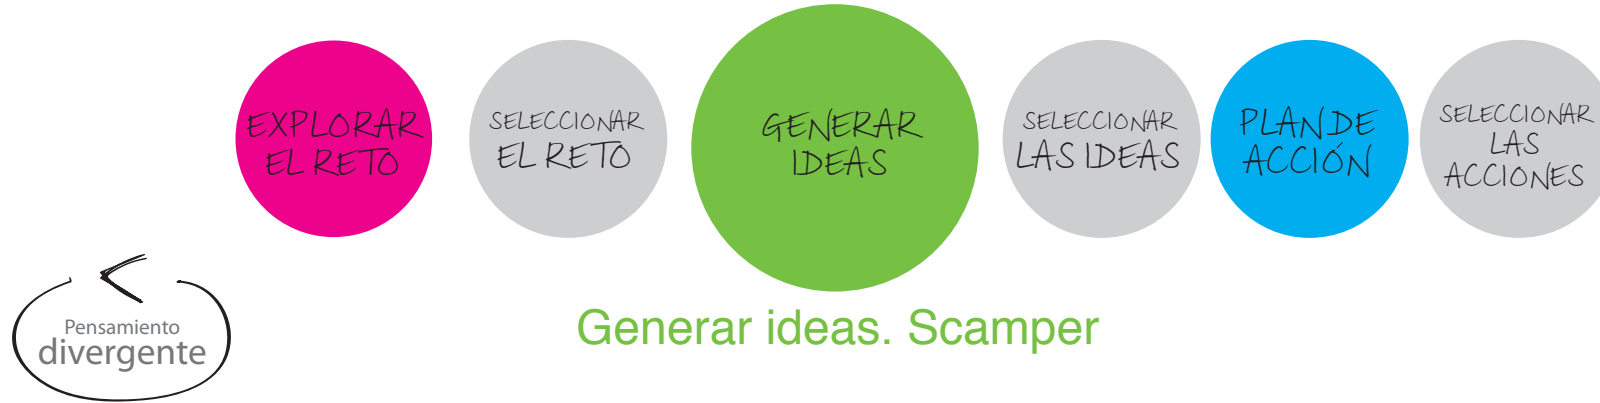 EXPLORAR
EL RETO
SELECCIONAR
EL RETO
GENERAR
IDEAS
SELECCIONAR
LAS IDEAS
PLAN DE
ACCIÓN
SELECCIONAR
LAS
ACCIONES
Pensamiento
divergente
Generar ideas. Scamper